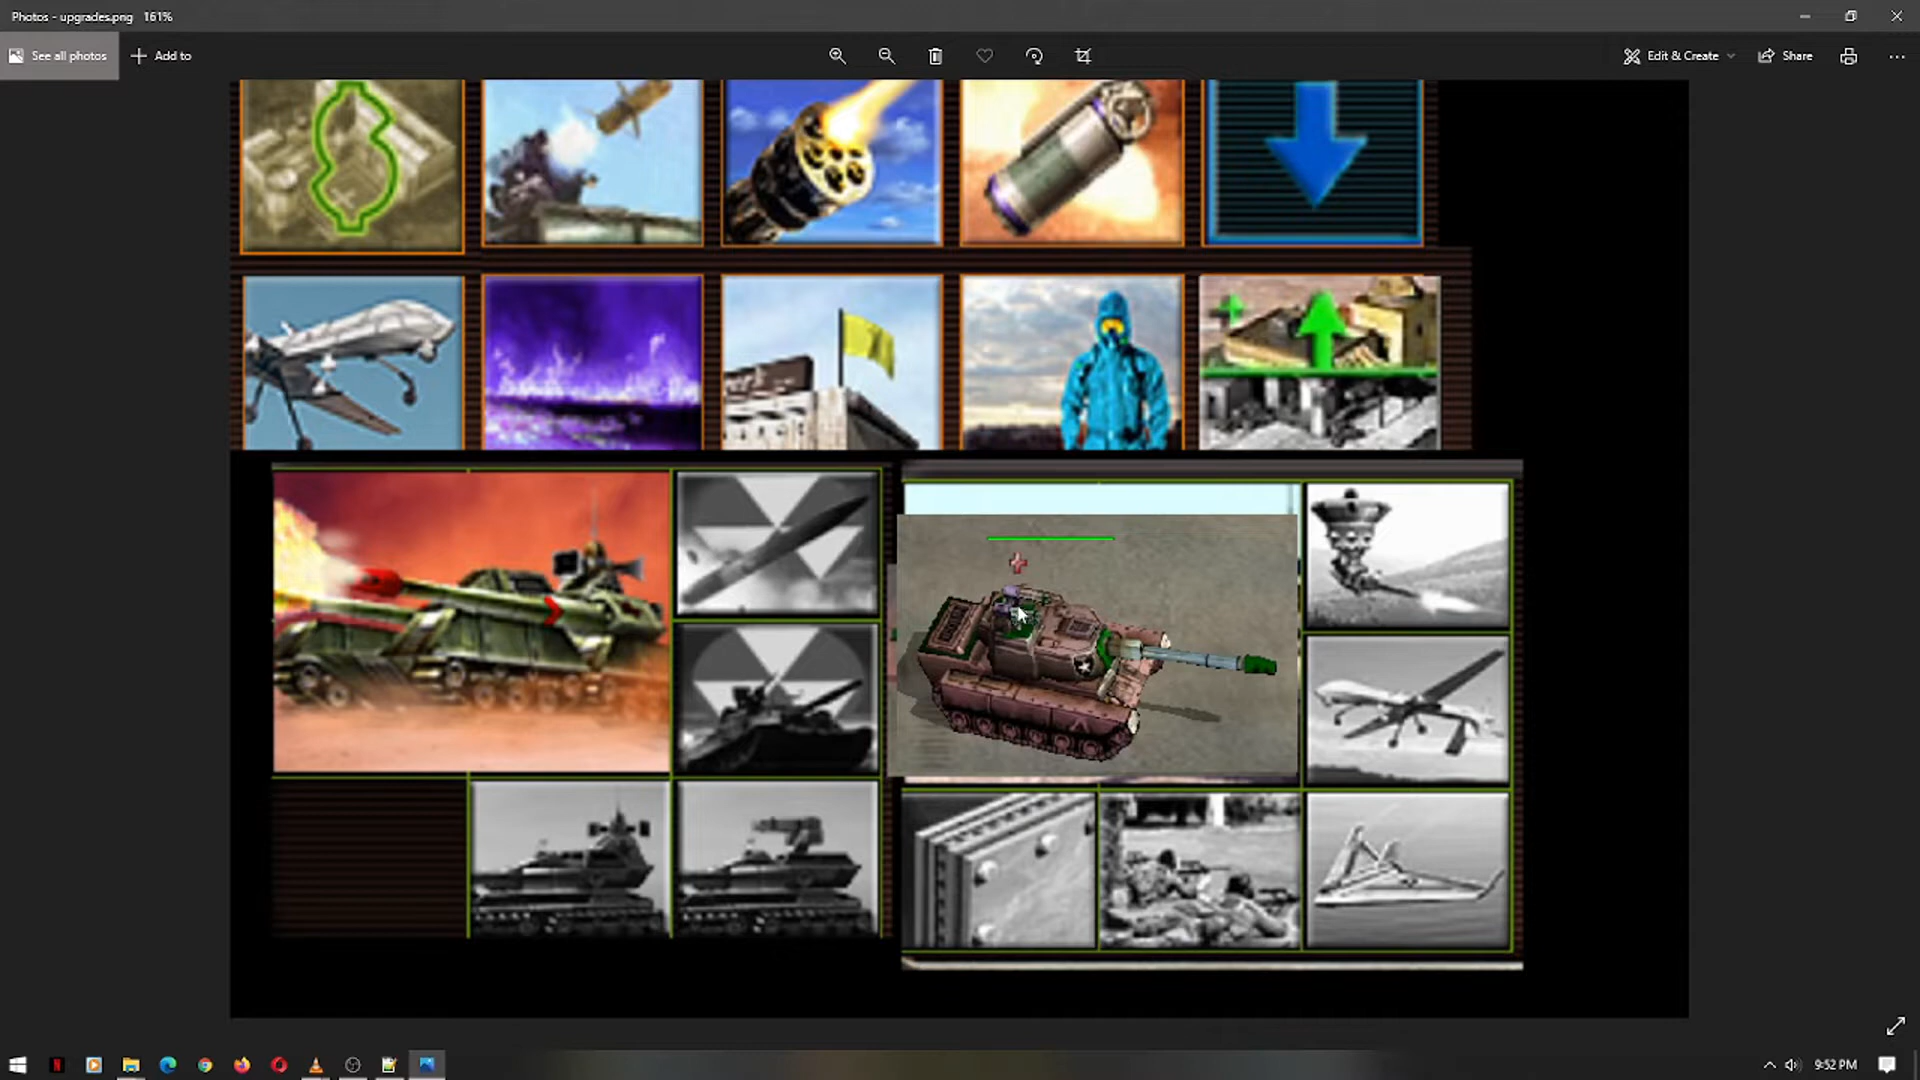 Photos - upgrades.png 161%
See all photos
Add to
Edit & Create
Share
9:52 PM